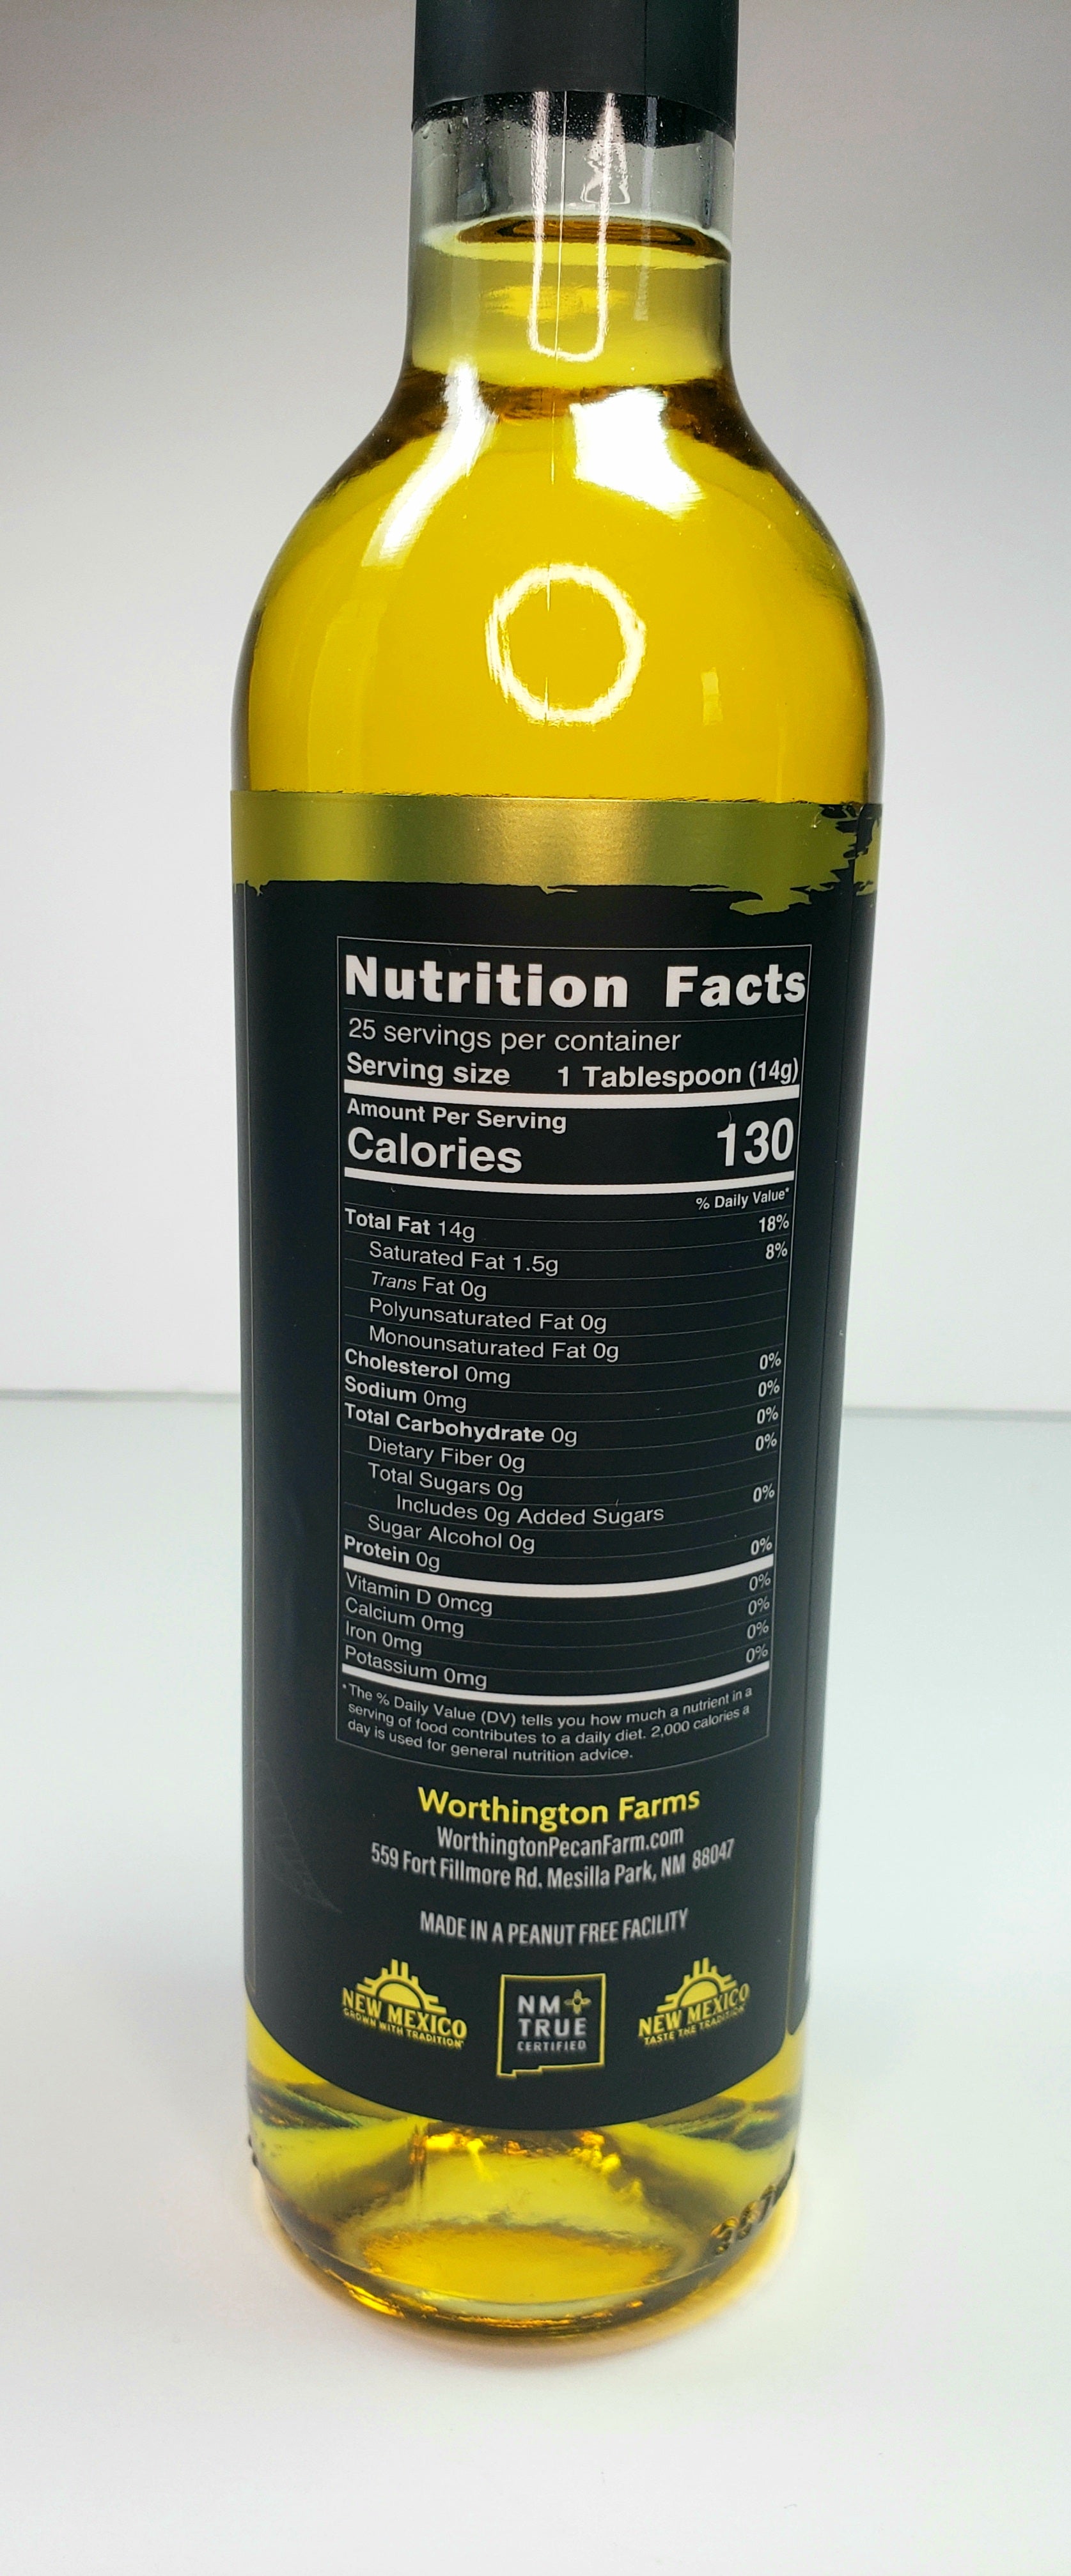 Nutrition Facts
25 servings per container
Serving size 1 Tablespoon (14g)
Amount Per Serving
Calories 130
% Daily Value*
Total Fat 14g 18%
Saturated Fat 1.5g 8%
Trans Fat 0g
Polyunsaturated Fat 0g
Monounsaturated Fat 0g
Cholesterol 0mg 0%
Sodium 0mg 0%
Total Carbohydrate 0g 0%
Dietary Fiber 0g 0%
Total Sugars 0g
Includes 0g Added Sugars 0%
Sugar Alcohol 0g
Protein 0g 0%
Vitamin D 0mcg 0%
Calcium 0mg 0%
Iron 0mg 0%
Potassium 0mg 0%
*The % Daily Value (DV) tells you how much a nutrient in a
serving of food contributes to a daily diet. 2,000 calories a
day is used for general nutrition advice.
Worthington Farms
WorthingtonPecanFarm.com
559 Fort Fillmore Rd. Mesilla Park, NM 88047
MADE IN A PEANUT FREE FACILITY
NEW MEXICO
GROWN WITH TRADITION
NM
TRUE
CERTIFIED
NEW MEXICO
TASTE THE TRADITION